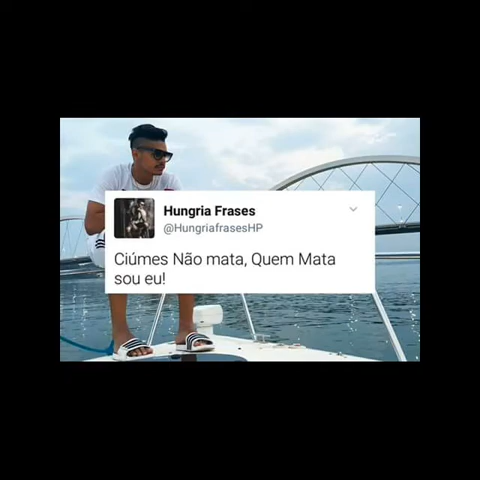 Hungria Frases
@HungriafrasesHP
Ciúmes Não mata, Quem Mata
sou eu!